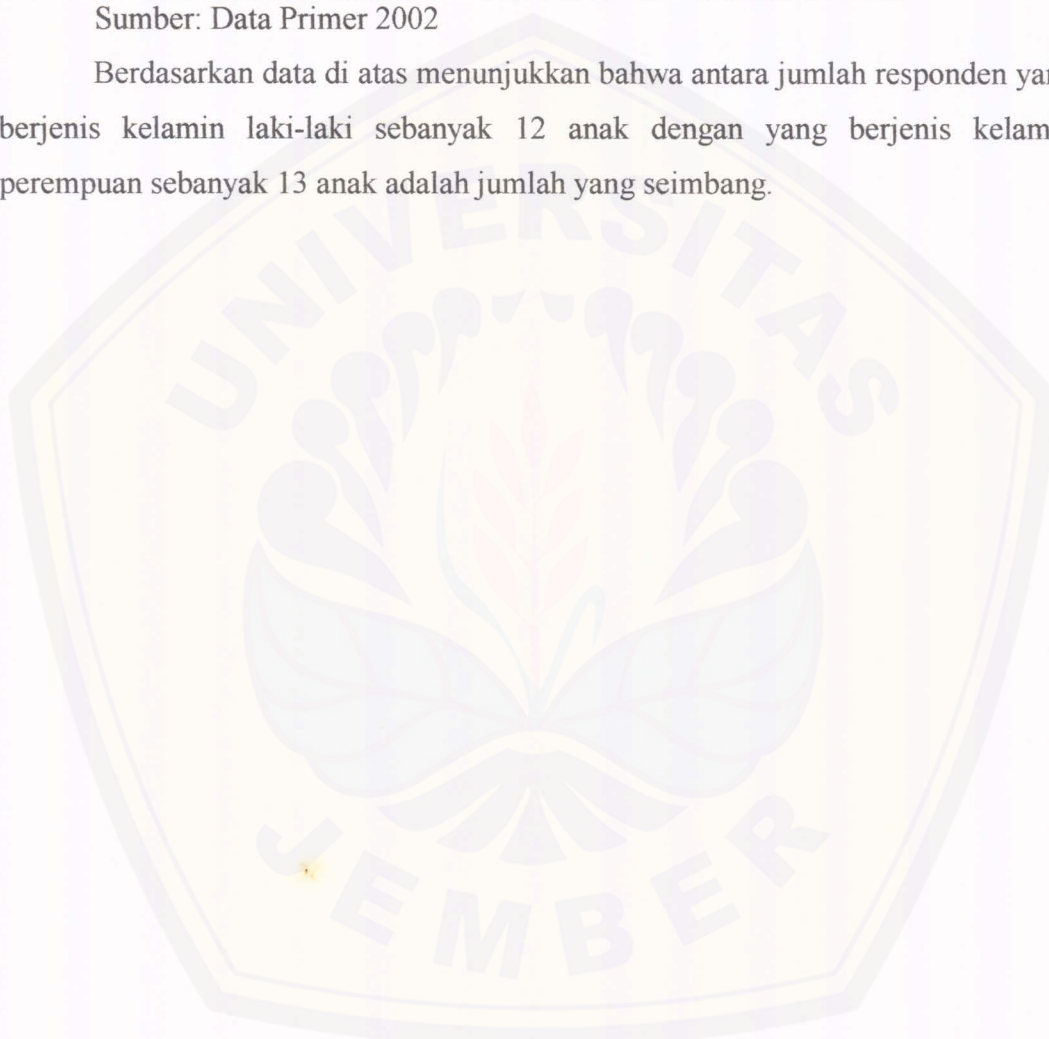 Sumber: Data Primer 2002
Berdasarkan data di atas menunjukkan bahwa antara jumlah responden yan
berjenis kelamin laki-laki sebanyak 12 anak dengan yang berjenis kelam
perempuan sebanyak 13 anak adalah jumlah yang seimbang.
UNIVERSITAS
JEMBER